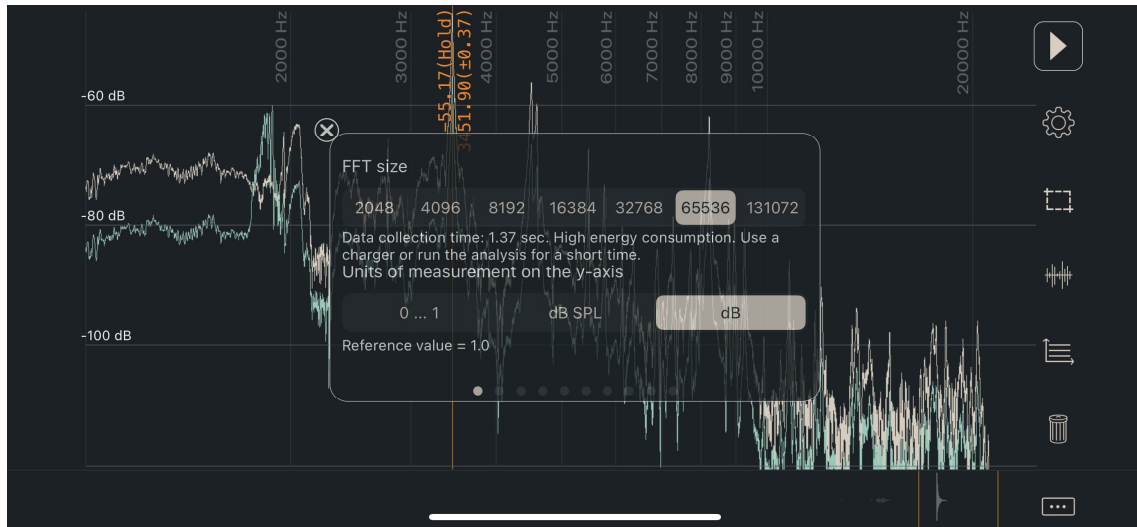 2000 Hz
3000 Hz
4000 Hz
5000 Hz
6000 Hz
7000 Hz
8000 Hz
9000 Hz
10000 Hz
20000 Hz
-55.17(Hold)
3451.90(±0.37)
-60 dB
-80 dB
-100 dB
FFT size
2048 4096 8192 16384 32768 65536 131072
Data collection time: 1.37 sec. High energy consumption. Use a
charger or run the analysis for a short time.
Units of measurement on the y-axis
0 ... 1 dB SPL dB
Reference value = 1.0